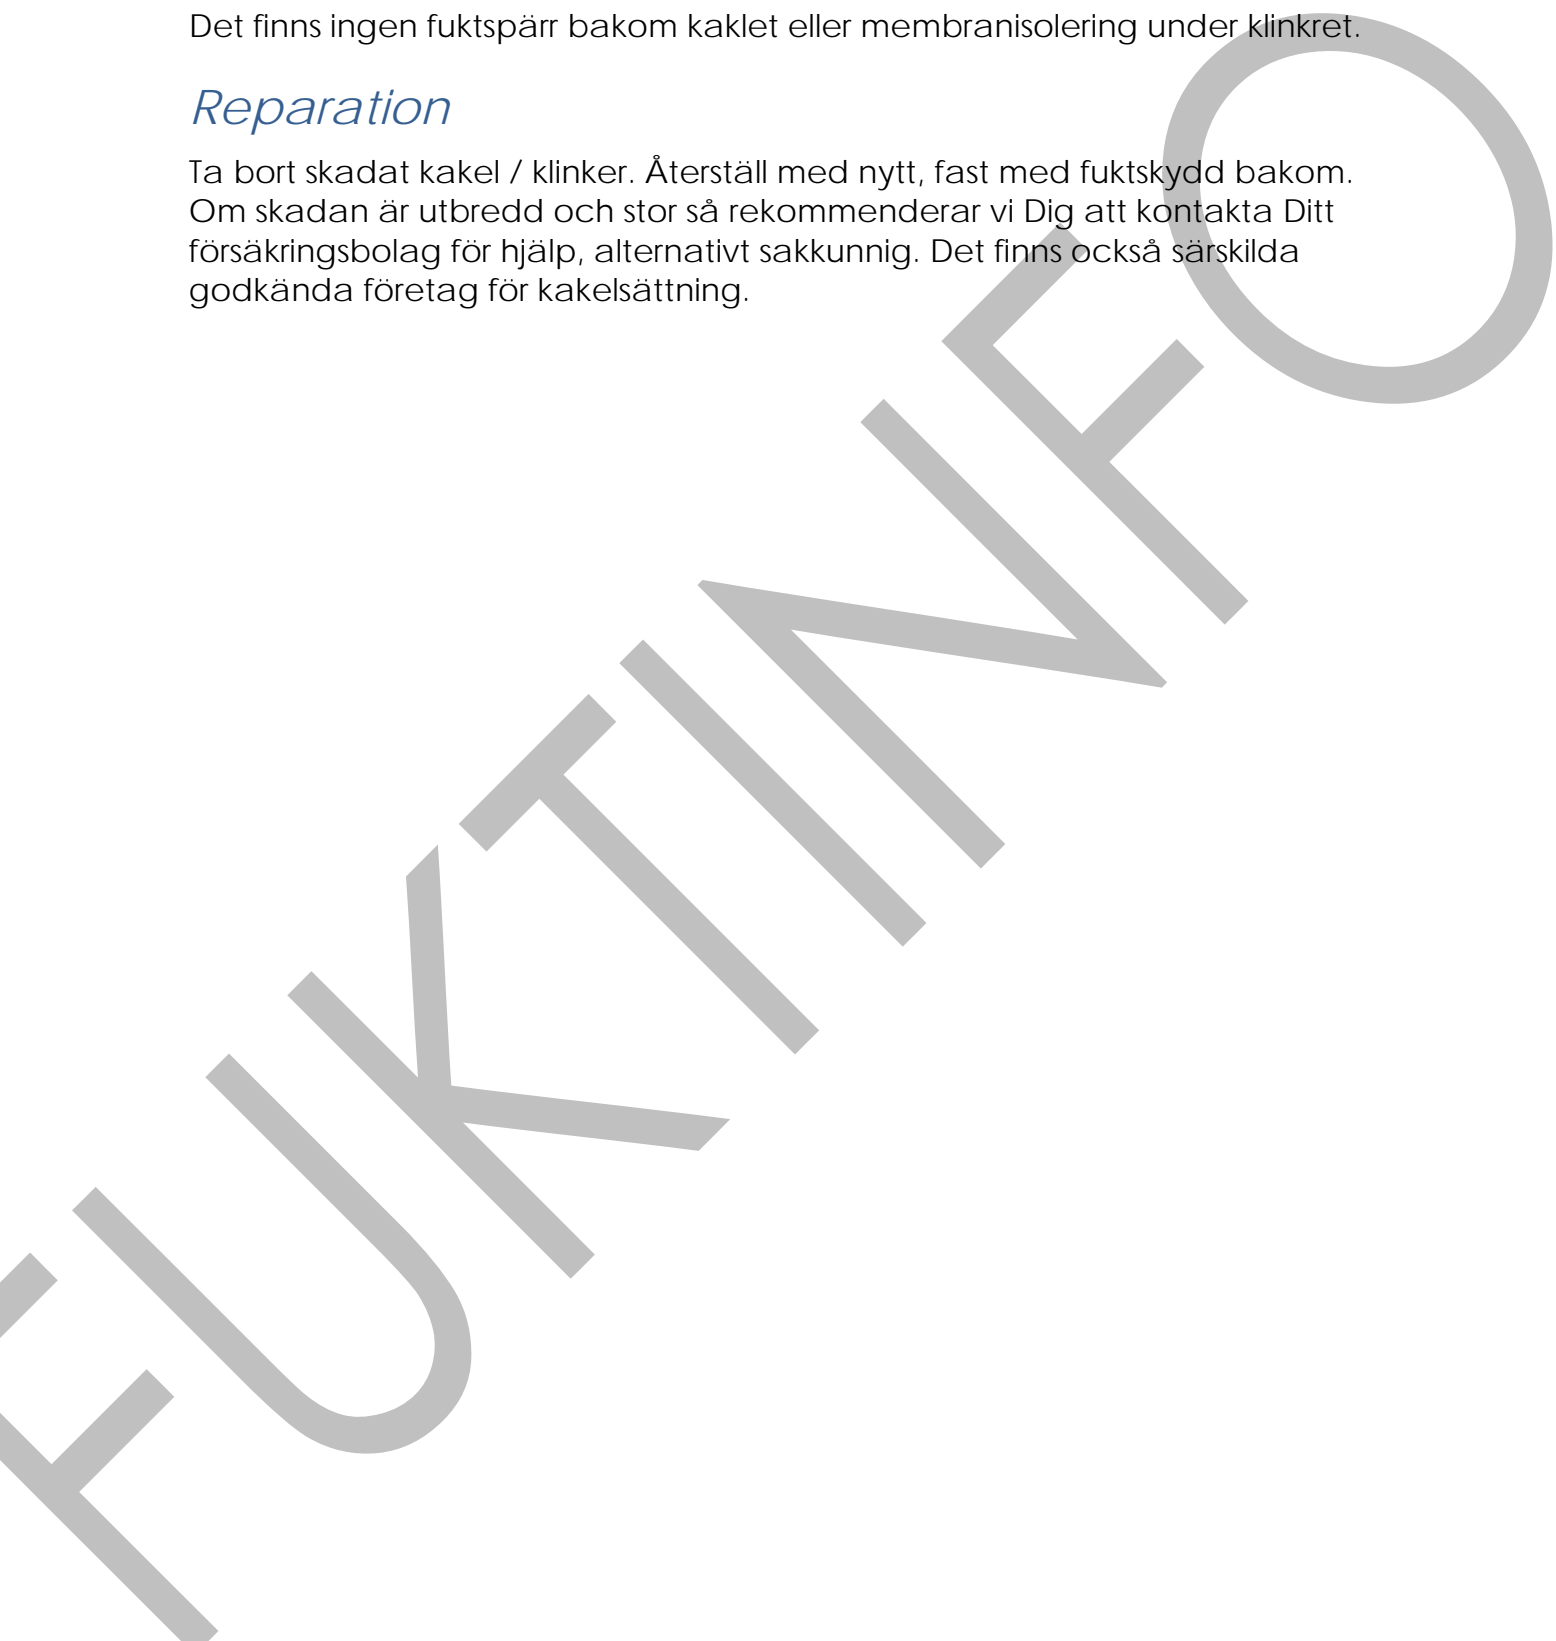 Det finns ingen fuktspärr bakom kaklet eller membranisolering under klinkret.
Reparation
Ta bort skadat kakel / klinker. Återställ med nytt, fast med fuktskydd bakom.
Om skadan är utbredd och stor så rekommenderar vi Dig att kontakta Ditt
försäkringsbolag för hjälp, alternativt sakkunnig. Det finns också särskilda
godkända företag för kakelsättning.
FUKTINFO